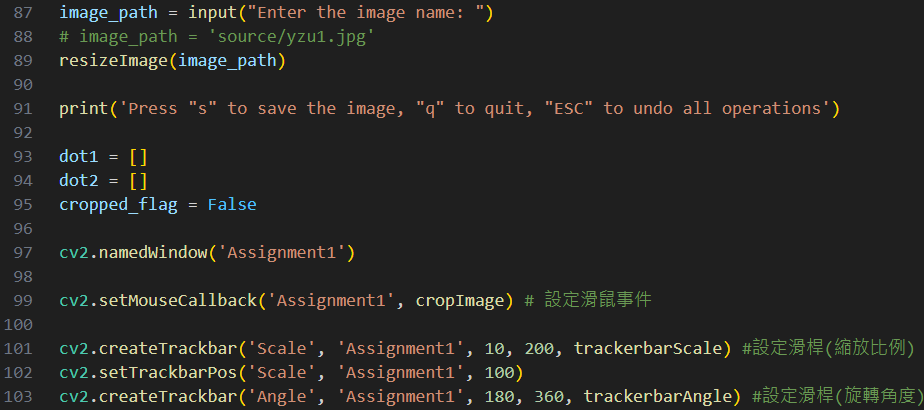 87 image_path = input("Enter the image name: ")
88 # image_path = 'source/yzu1.jpg'
89 resizeImage(image_path)
90
91 print('Press "s" to save the image, "q" to quit, "ESC" to undo all operations')
92
93 dot1 = []
94 dot2 = []
95 cropped_flag = False
96
97 cv2.namedWindow('Assignment1')
98
99 cv2.setMouseCallback('Assignment1', cropImage) # 設定滑鼠事件
100
101 cv2.createTrackbar('Scale', 'Assignment1', 10, 200, trackerbarScale) #設定滑桿(縮放比例)
102 cv2.setTrackbarPos('Scale', 'Assignment1', 100)
103 cv2.createTrackbar('Angle', 'Assignment1', 180, 360, trackerbarAngle) #設定滑桿(旋轉角度)